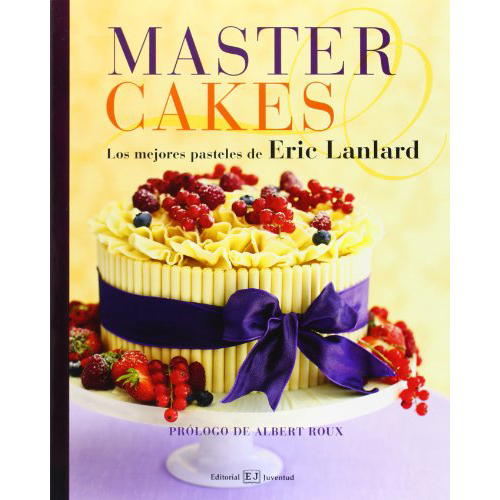 MASTER
CAKES
Los mejores pasteles de Eric Lanlard
PRÓLOGO DE ALBERT ROUX
Editorial EJ Juventud